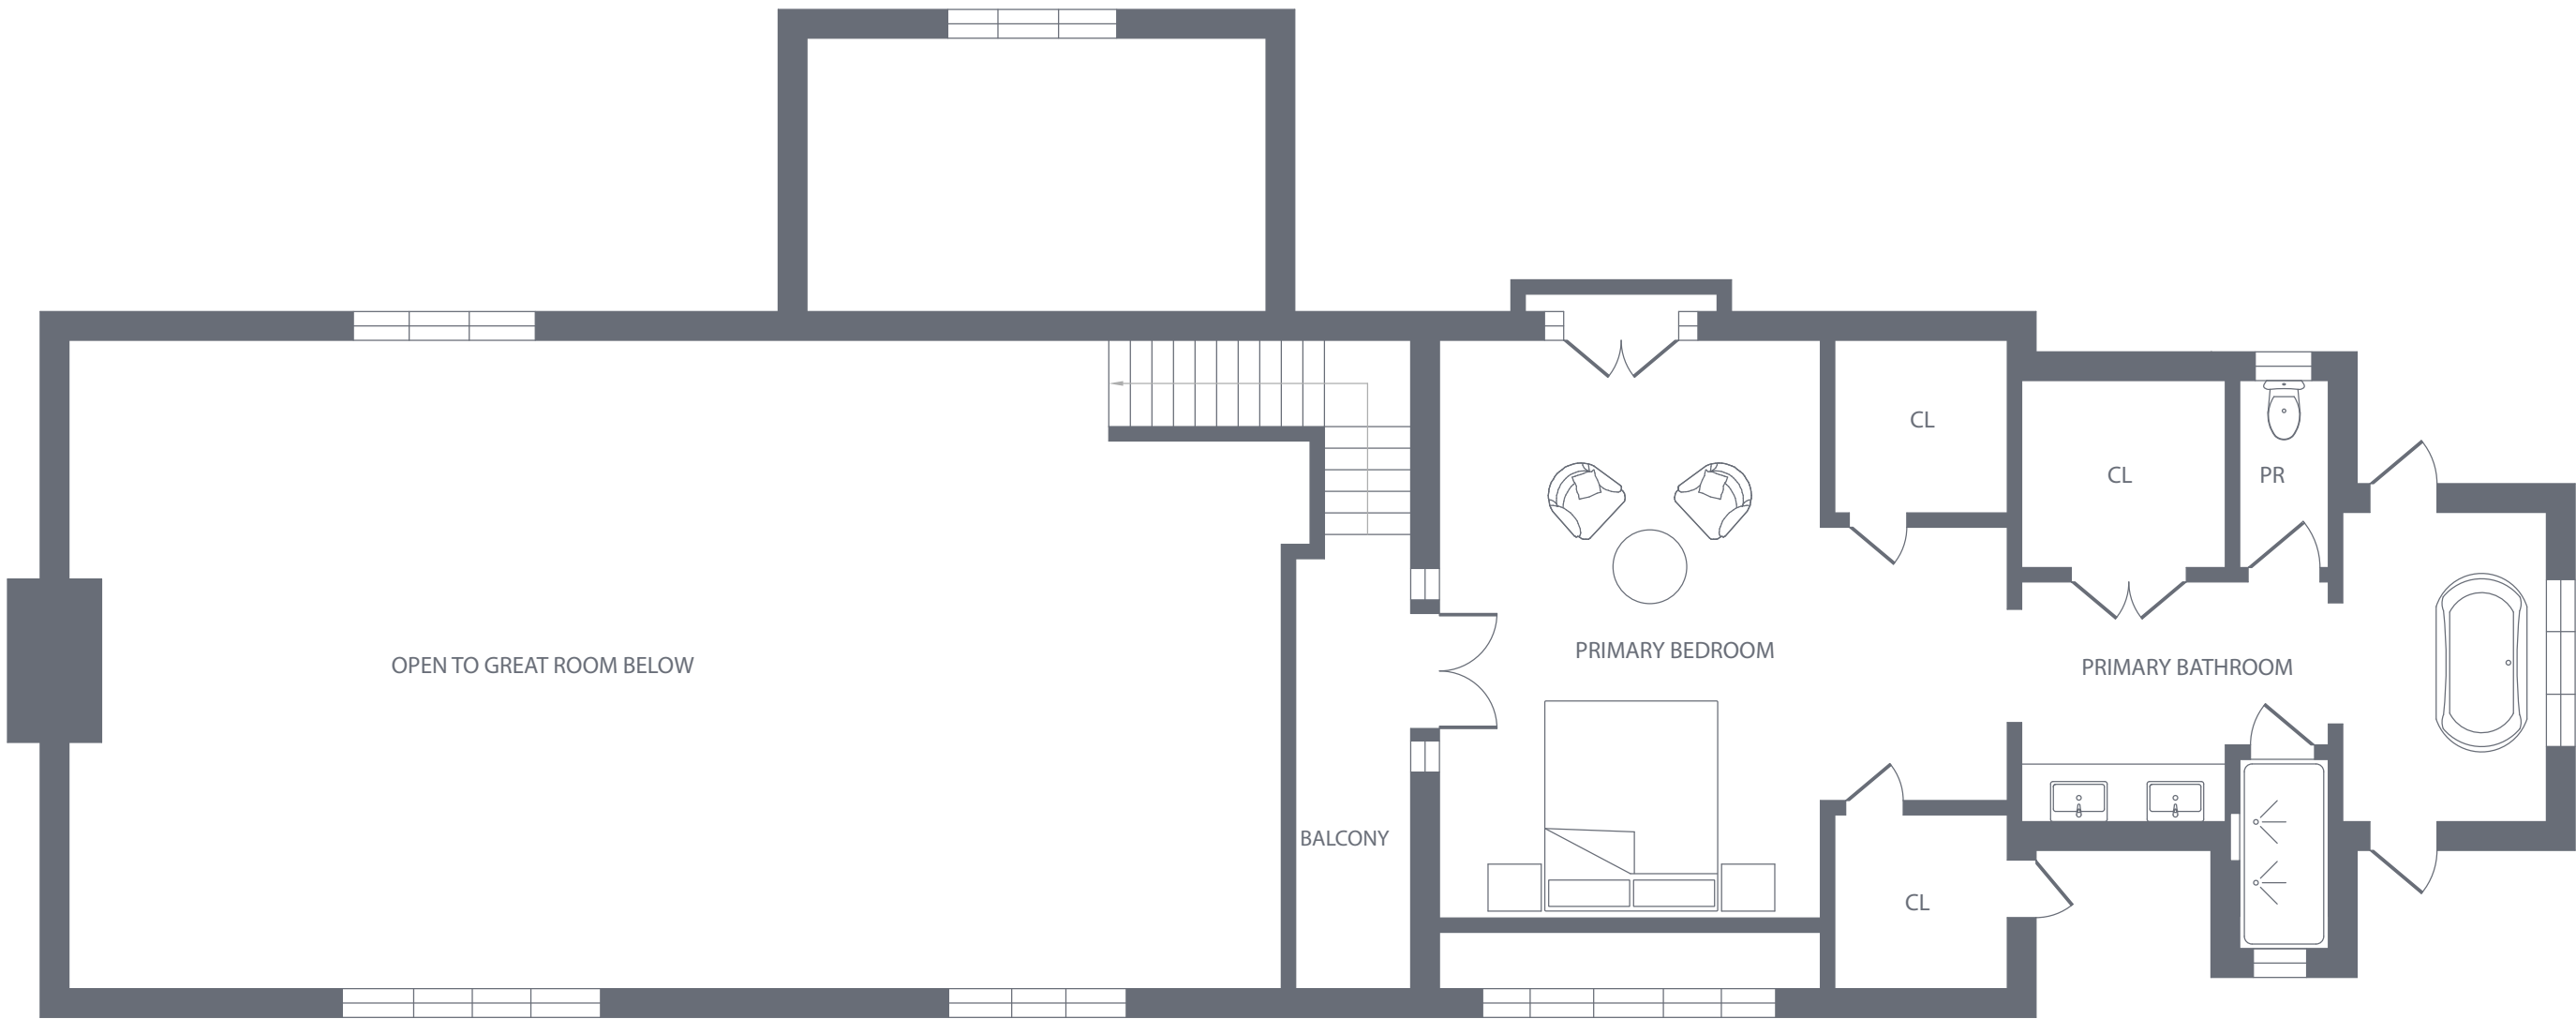 CL
CL
PR
OPEN TO GREAT ROOM BELOW
PRIMARY BEDROOM
PRIMARY BATHROOM
BALCONY
CL